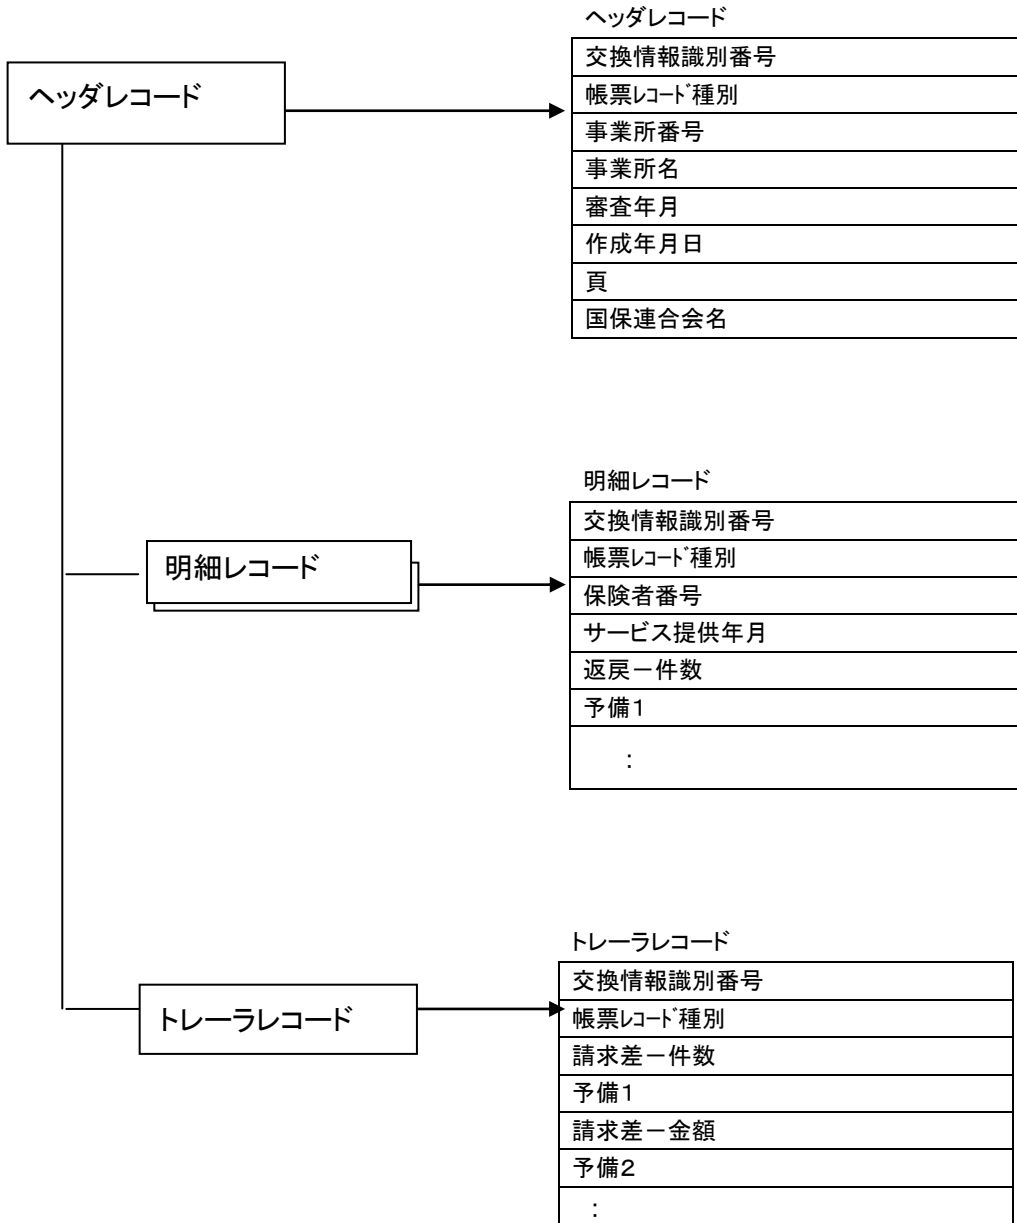 ヘッダレコード
ヘッダレコード
交換情報識別番号
帳票ﾚｺｰﾄﾞ種別
事業所番号
事業所名
審査年月
作成年月日
頁
国保連合会名
明細レコード
明細レコード
交換情報識別番号
帳票ﾚｺｰﾄﾞ種別
保険者番号
サービス提供年月
返戻－件数
予備1
：
トレーラレコード
トレーラレコード
交換情報識別番号
帳票ﾚｺｰﾄﾞ種別
請求差－件数
予備1
請求差－金額
予備２
：